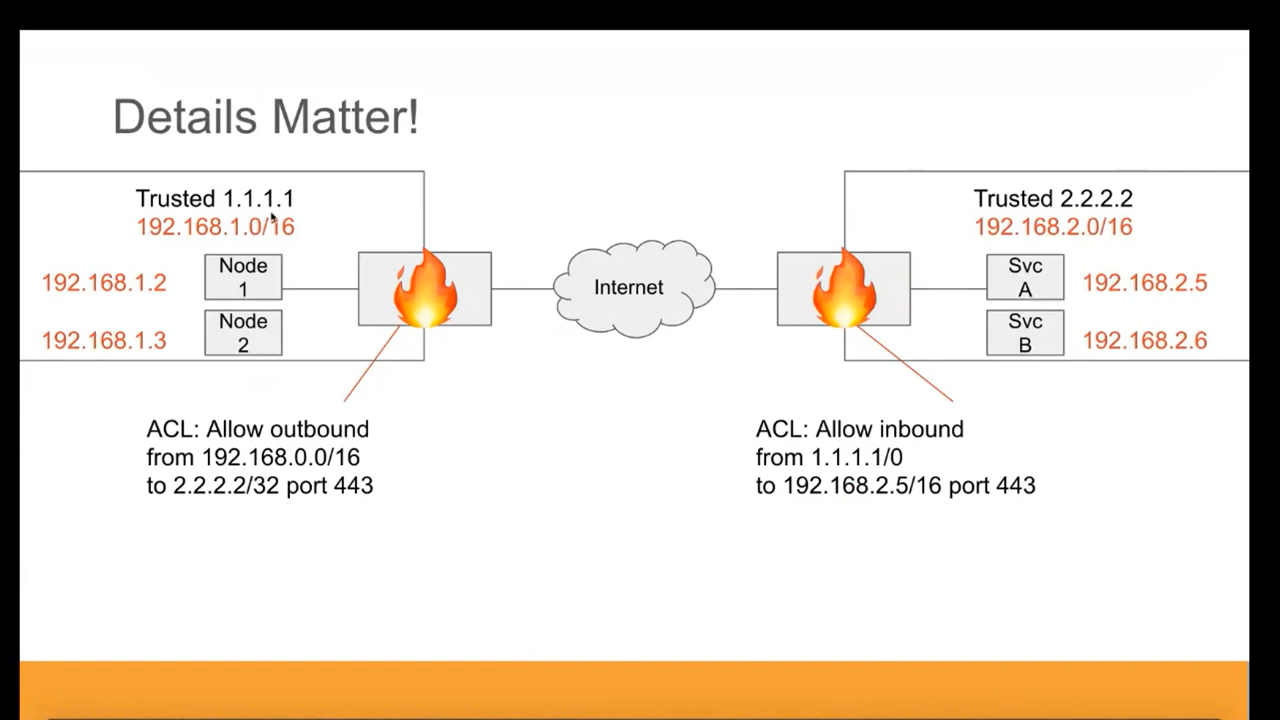 Details Matter!
Trusted 1.1.1.1
192.168.1.0/16
192.168.1.2
Node
1
192.168.1.3
Node
2
Internet
Trusted 2.2.2.2
192.168.2.0/16
Svc
A
192.168.2.5
Svc
B
192.168.2.6
ACL: Allow outbound
from 192.168.0.0/16
to 2.2.2.2/32 port 443
ACL: Allow inbound
from 1.1.1.1/0
to 192.168.2.5/16 port 443